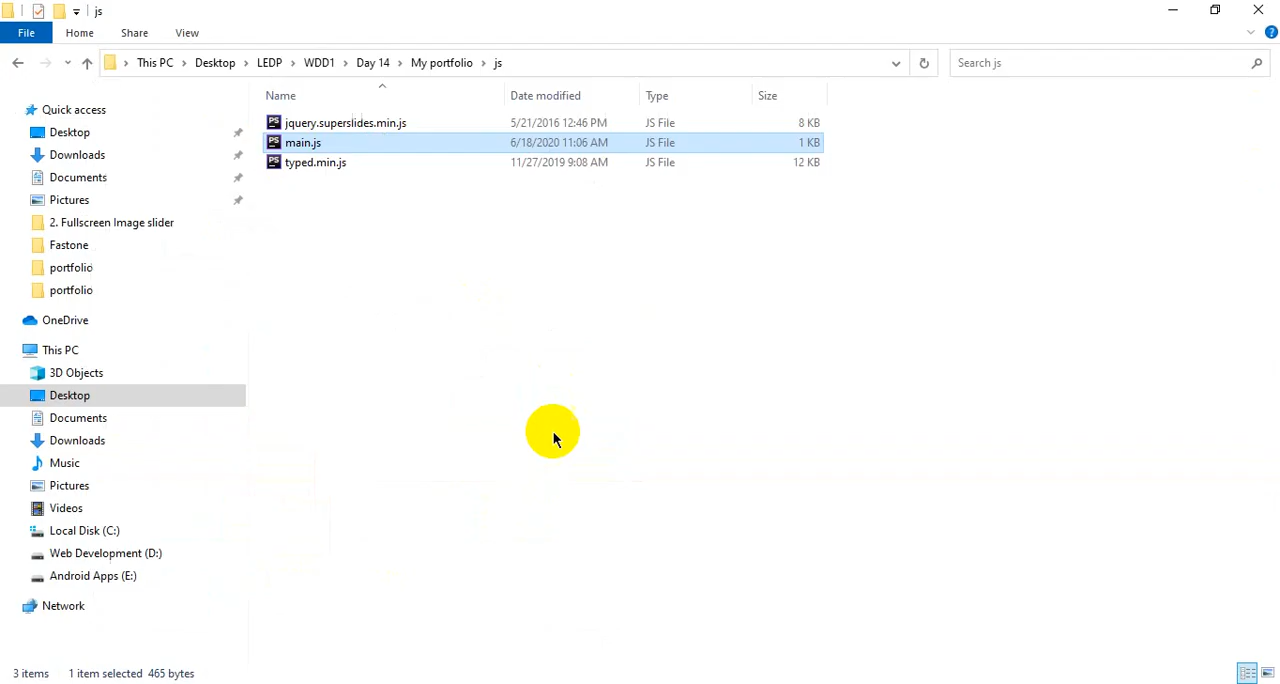 js
File Home Share View
This PC Desktop LEDP WDD1 Day 14 My portfolio js
Search js
Name Date modified Type Size
jquery.superslides.min.js 5/21/2016 12:46 PM JS File 8 KB
main.js 6/18/2020 11:06 AM JS File 1 KB
typed.min.js 11/27/2019 9:08 AM JS File 12 KB
Quick access
Desktop
Downloads
Documents
Pictures
2. Fullscreen Image slider
Fastone
portfolio
portfolio
OneDrive
This PC
3D Objects
Desktop
Documents
Downloads
Music
Pictures
Videos
Local Disk (C:)
Web Development (D:)
Android Apps (E:)
Network
3 items 1 item selected 465 bytes